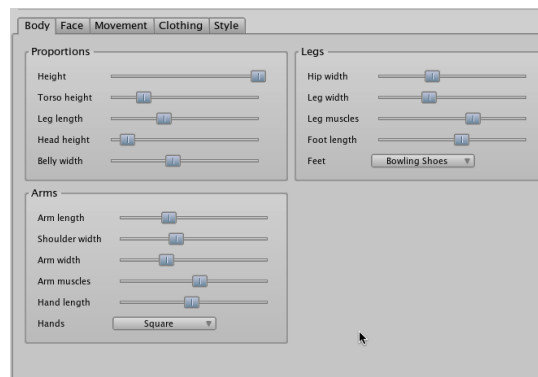 Body Face Movement Clothing Style
Proportions
Height
Torso height
Leg length
Head height
Belly width
Legs
Hip width
Leg width
Leg muscles
Foot length
Feet Bowling Shoes
Arms
Arm length
Shoulder width
Arm width
Arm muscles
Hand length
Hands Square